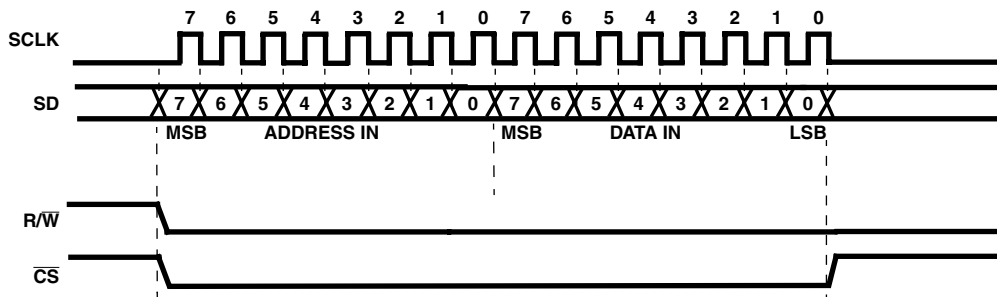 7 6 5 4 3 2 1 0 7 6 5 4 3 2 1 0
SCLK
SD 7 6 5 4 3 2 1 0 7 6 5 4 3 2 1 0
MSB ADDRESS IN MSB DATA IN LSB
R/W̅
C̅S̅